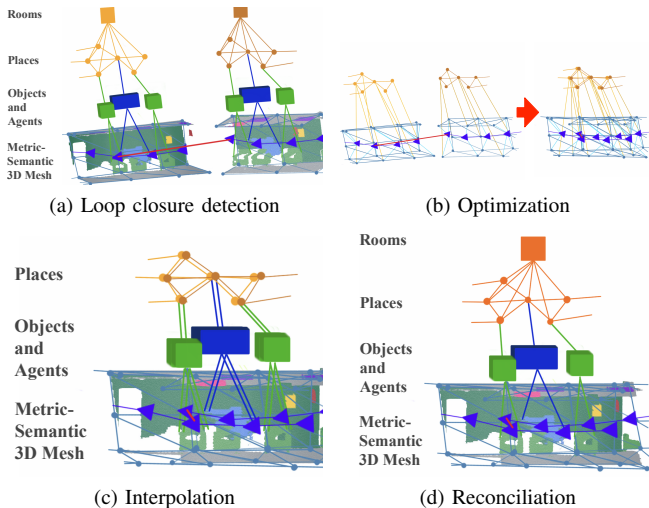 Rooms
Places
Objects
and
Agents
Metric-
Semantic
3D Mesh
(a) Loop closure detection
(b) Optimization
Places
Objects
and
Agents
Metric-
Semantic
3D Mesh
(c) Interpolation
Rooms
Places
Objects
and
Agents
Metric-
Semantic
3D Mesh
(d) Reconciliation